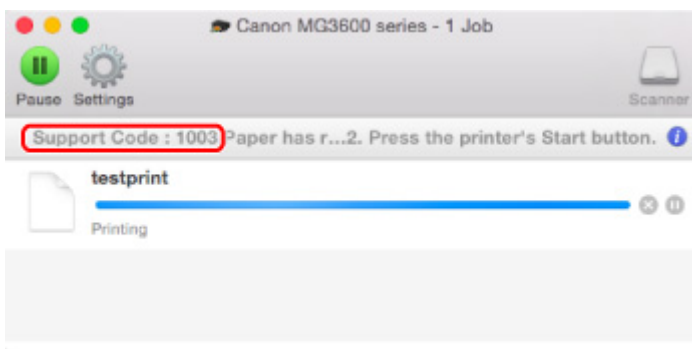 Canon MG3600 series - 1 Job
Pause Settings Scanner
Support Code : 1003 Paper has r...2. Press the printer's Start button.
testprint
Printing